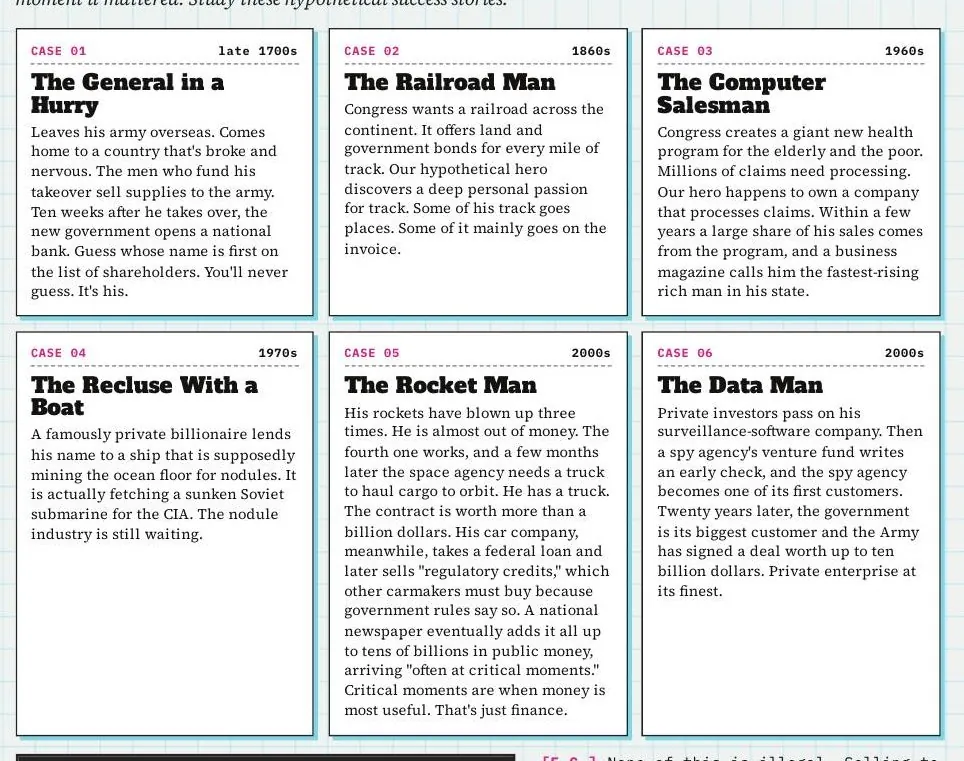 moment it mattered. Study these hypothetical success stories.
CASE 01 late 1700s
The General in a
Hurry
Leaves his army overseas. Comes
home to a country that's broke and
nervous. The men who fund his
takeover sell supplies to the army.
Ten weeks after he takes over, the
new government opens a national
bank. Guess whose name is first on
the list of shareholders. You'll never
guess. It's his.
CASE 02 1860s
The Railroad Man
Congress wants a railroad across the
continent. It offers land and
government bonds for every mile of
track. Our hypothetical hero
discovers a deep personal passion
for track. Some of his track goes
places. Some of it mainly goes on the
invoice.
CASE 03 1960s
The Computer
Salesman
Congress creates a giant new health
program for the elderly and the poor.
Millions of claims need processing.
Our hero happens to own a company
that processes claims. Within a few
years a large share of his sales comes
from the program, and a business
magazine calls him the fastest-rising
rich man in his state.
CASE 04 1970s
The Recluse With a
Boat
A famously private billionaire lends
his name to a ship that is supposedly
mining the ocean floor for nodules. It
is actually fetching a sunken Soviet
submarine for the CIA. The nodule
industry is still waiting.
CASE 05 2000s
The Rocket Man
His rockets have blown up three
times. He is almost out of money. The
fourth one works, and a few months
later the space agency needs a truck
to haul cargo to orbit. He has a truck.
The contract is worth more than a
billion dollars. His car company,
meanwhile, takes a federal loan and
later sells "regulatory credits," which
other carmakers must buy because
government rules say so. A national
newspaper eventually adds it all up
to tens of billions in public money,
arriving "often at critical moments."
Critical moments are when money is
most useful. That's just finance.
CASE 06 2000s
The Data Man
Private investors pass on his
surveillance-software company. Then
a spy agency's venture fund writes
an early check, and the spy agency
becomes one of its first customers.
Twenty years later, the government
is its biggest customer and the Army
has signed a deal worth up to ten
billion dollars. Private enterprise at
its finest.
None of this is illegal. Selling to